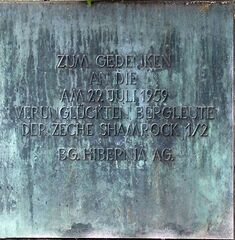 ZUM GEDENKEN
AN DIE
AM 22 JULI 1959
VERUNGLÜCKTEN BERGLEUTE
DER ZECHE SHAMROCK 1/2
BG. HIBERNIA AG.